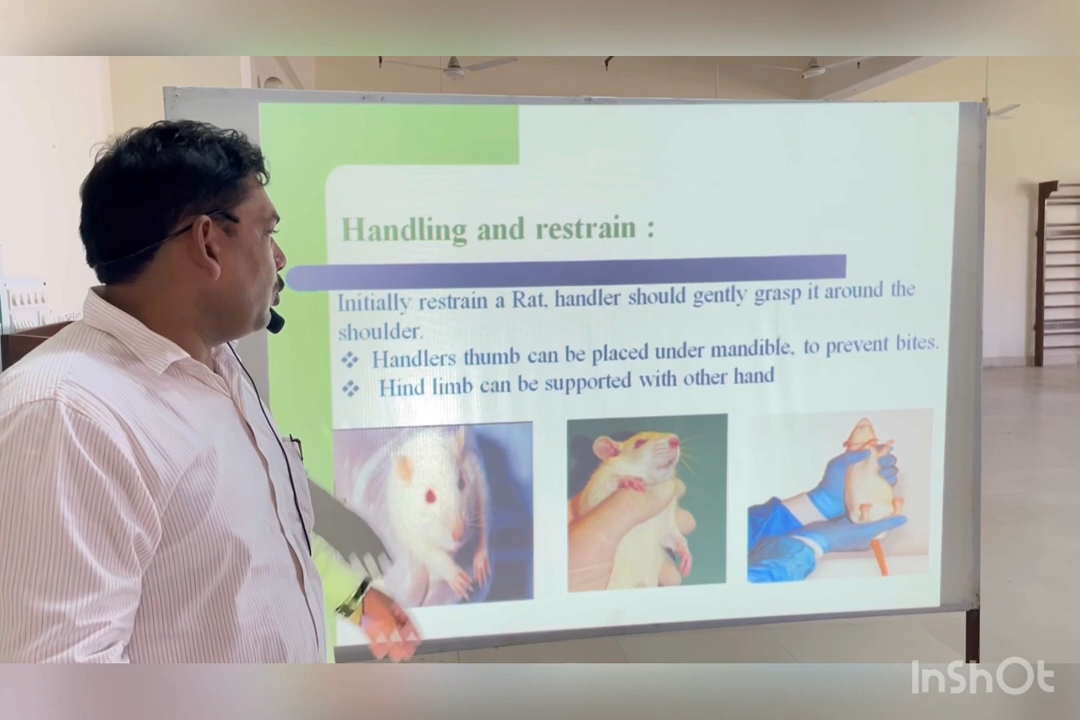 Handling and restrain :
Initially restrain a Rat, handler should gently grasp it around the
shoulder.
❖ Handlers thumb can be placed under mandible, to prevent bites.
❖ Hind limb can be supported with other hand
InShOt